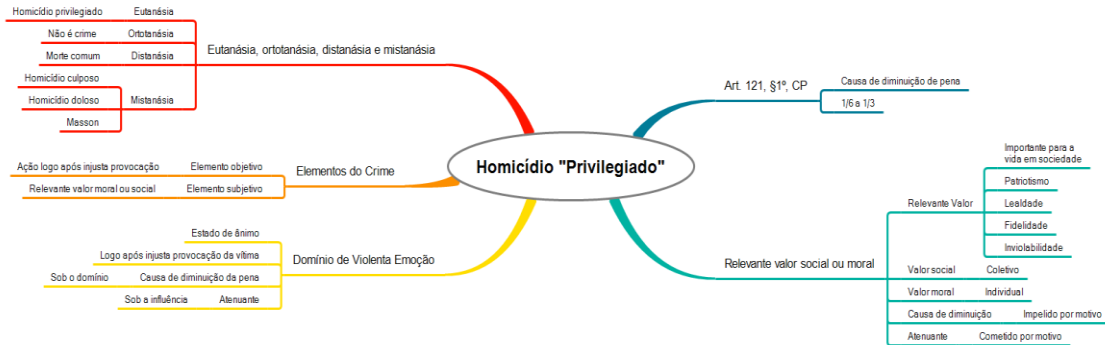 Homicídio "Privilegiado"
Art. 121, §1º, CP
Causa de diminuição de pena
1/6 a 1/3
Relevante valor social ou moral
Relevante Valor
Importante para a
vida em sociedade
Patriotismo
Lealdade
Fidelidade
Inviolabilidade
Valor social
Coletivo
Valor moral
Individual
Causa de diminuição
Impelido por motivo
Atenuante
Cometido por motivo
Eutanásia, ortotanásia, distanásia e mistanásia
Eutanásia
Homicídio privilegiado
Ortotanásia
Não é crime
Distanásia
Morte comum
Mistanásia
Homicídio culposo
Homicídio doloso
Masson
Elementos do Crime
Elemento objetivo
Ação logo após injusta provocação
Elemento subjetivo
Relevante valor moral ou social
Domínio de Violenta Emoção
Estado de ânimo
Logo após injusta provocação da vítima
Causa de diminuição da pena
Sob o domínio
Atenuante
Sob a influência